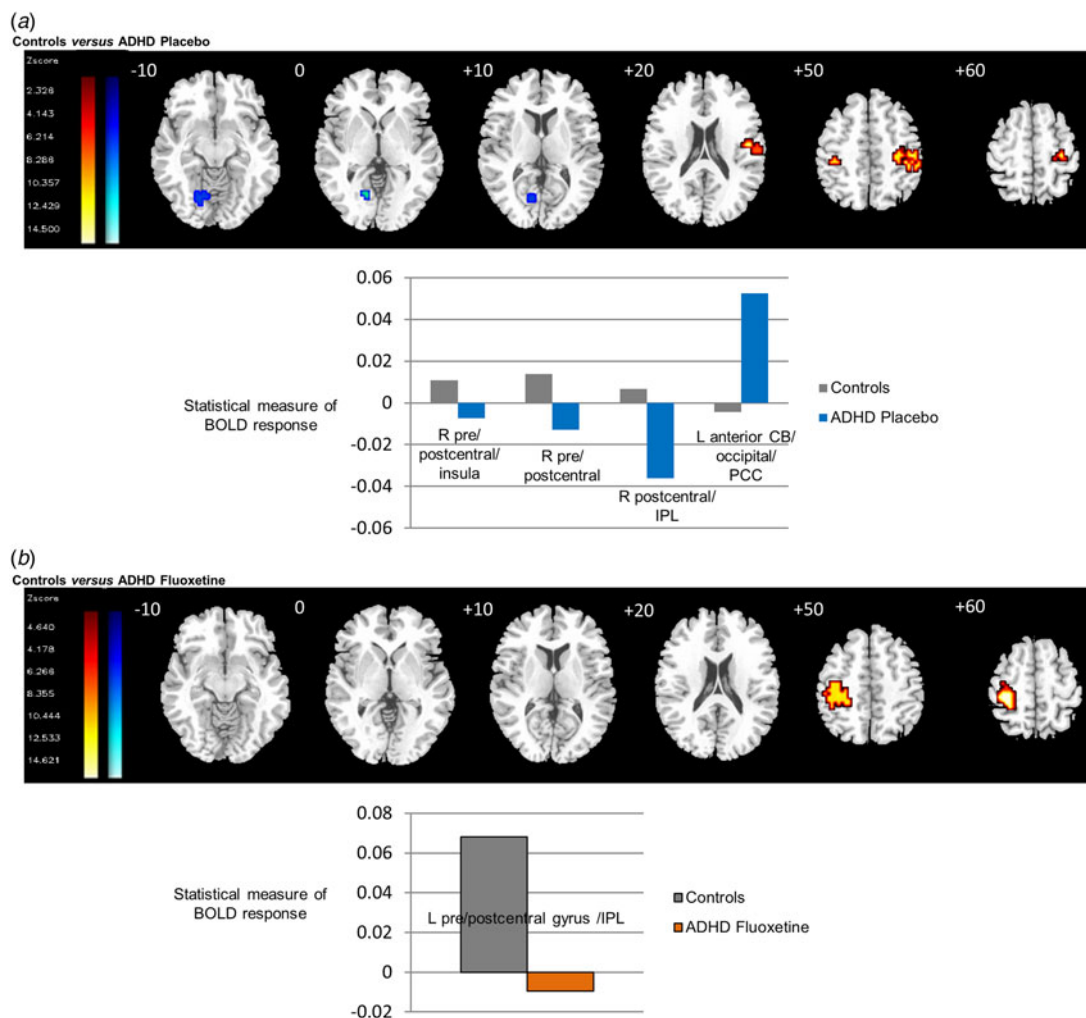 (a)
Controls versus ADHD Placebo
Zscore
2.326
4.143
6.214
8.286
10.357
12.429
14.500
-10
0
+10
+20
+50
+60
0.06
0.04
0.02
0
-0.02
-0.04
-0.06
Statistical measure of
BOLD response
R pre/
postcentral/
insula
R pre/
postcentral
R postcentral/
IPL
L anterior CB/
occipital/
PCC
Controls
ADHD Placebo
(b)
Controls versus ADHD Fluoxetine
Zscore
4.640
4.178
6.266
8.355
10.444
12.533
14.621
-10
0
+10
+20
+50
+60
0.08
0.06
0.04
0.02
0
-0.02
Statistical measure of
BOLD response
L pre/postcentral gyrus /IPL
Controls
ADHD Fluoxetine